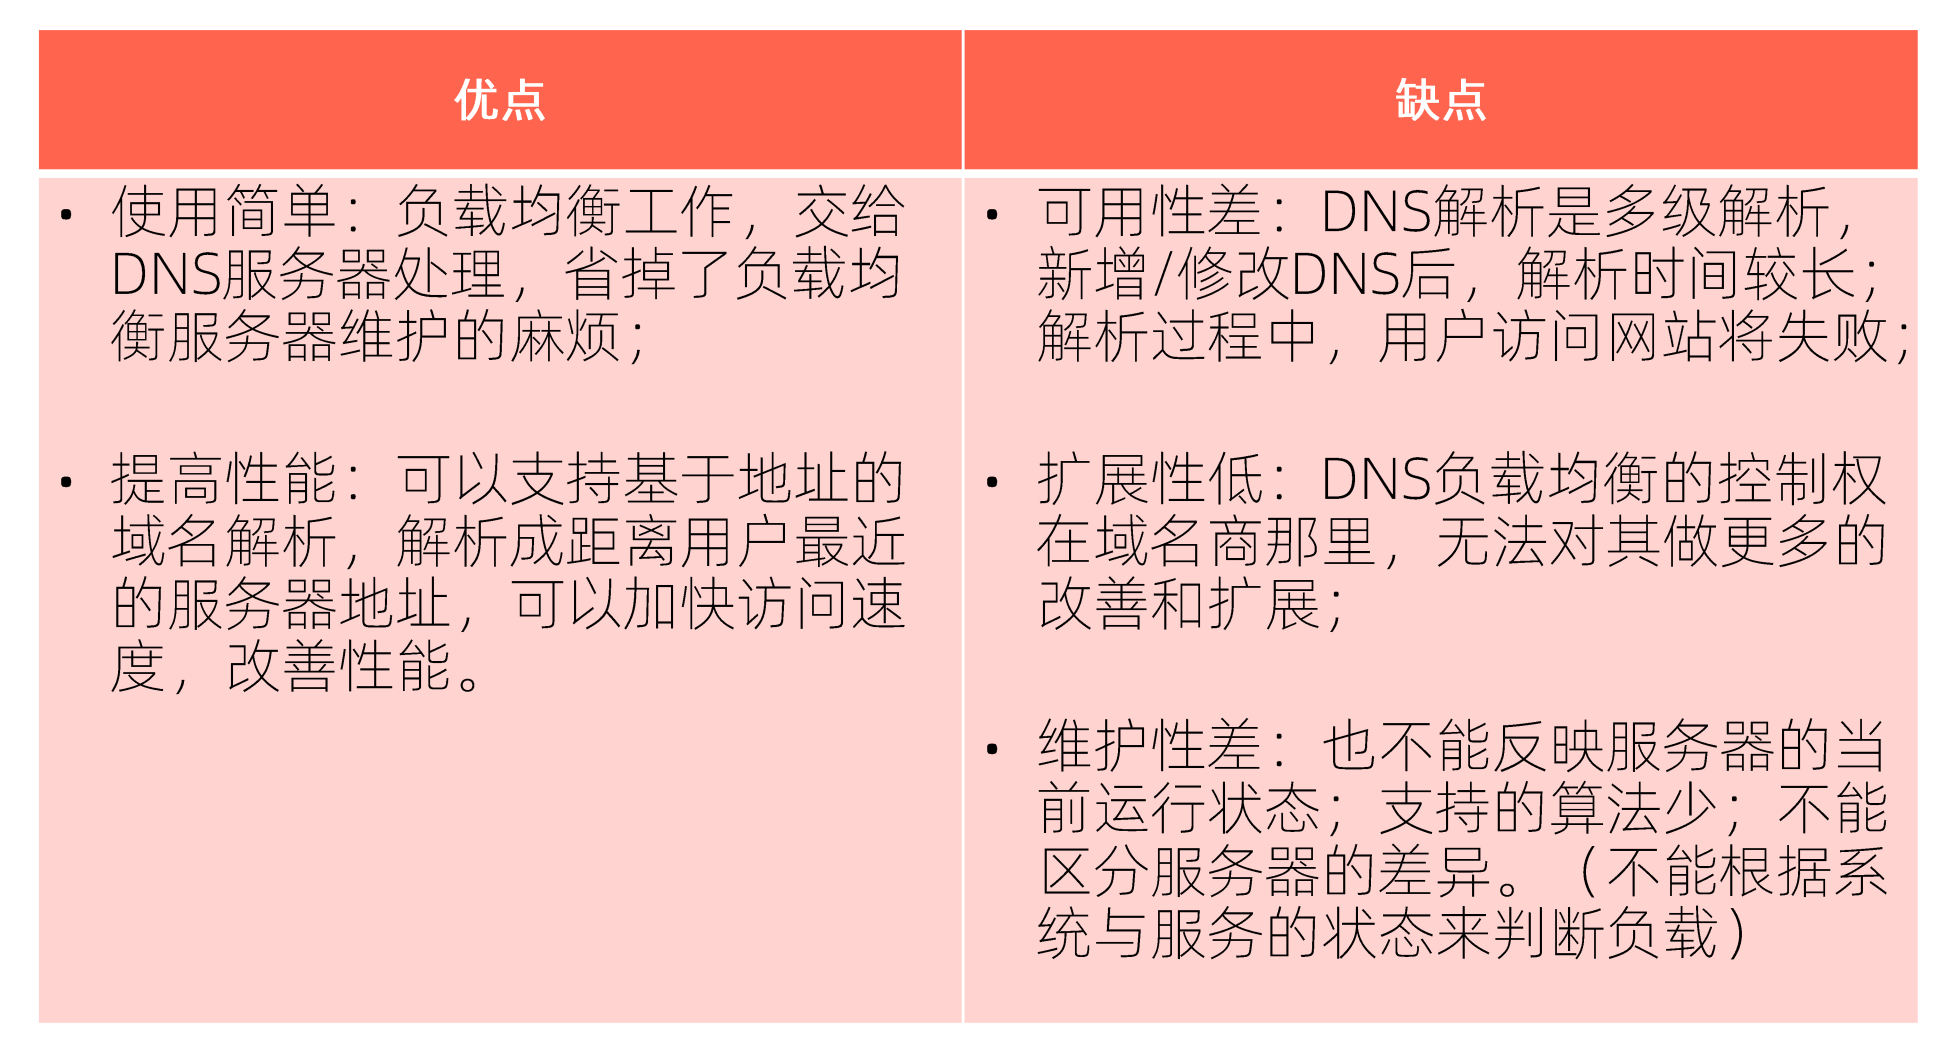 优点
缺点
• 使用简单：负载均衡工作，交给
DNS服务器处理，省掉了负载均
衡服务器维护的麻烦；
• 提高性能：可以支持基于地址的
域名解析，解析成距离用户最近
的服务器地址，可以加快访问速
度，改善性能。
• 可用性差：DNS解析是多级解析，
新增/修改DNS后，解析时间较长；
解析过程中，用户访问网站将失败；
• 扩展性低：DNS负载均衡的控制权
在域名商那里，无法对其做更多的
改善和扩展；
• 维护性差：也不能反映服务器的当
前运行状态；支持的算法少；不能
区分服务器的差异。（不能根据系
统与服务的状态来判断负载）